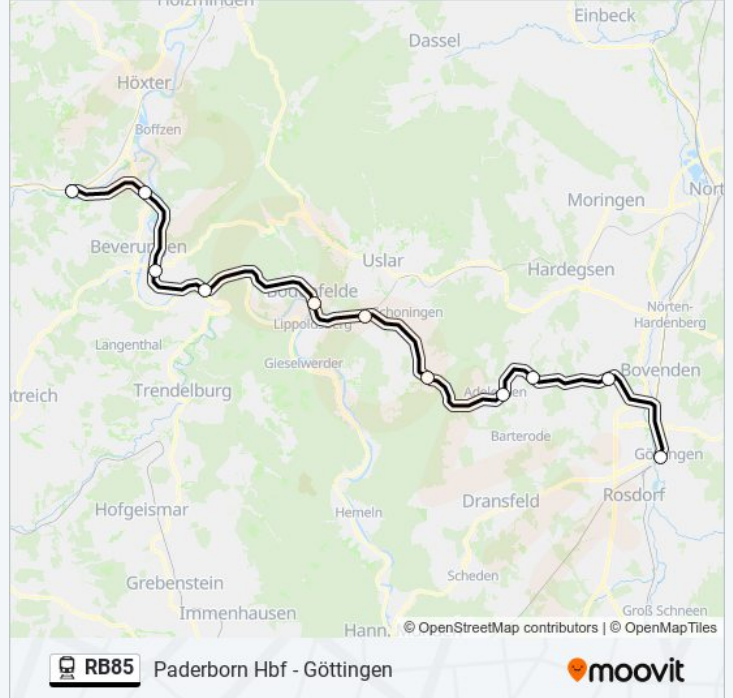 Holzminden
Einbeck
Dassel
Höxter
Boffzen
Nort
Moringen
Beverungen
Uslar
Hardegsen
Bodenfelde
Nörten-
Hardenberg
Lippoldsberg
Schoningen
Langenthal
Gieselwerder
Bovenden
ntreich
Trendelburg
Adelebsen
Barterode
Göttingen
Dransfeld
Rosdorf
Hofgeismar
Hemeln
Scheden
Grebenstein
Immenhausen
Groß Schneen
Hann.
© OpenStreetMap contributors | © OpenMapTiles
RB85 Paderborn Hbf - Göttingen
moovit